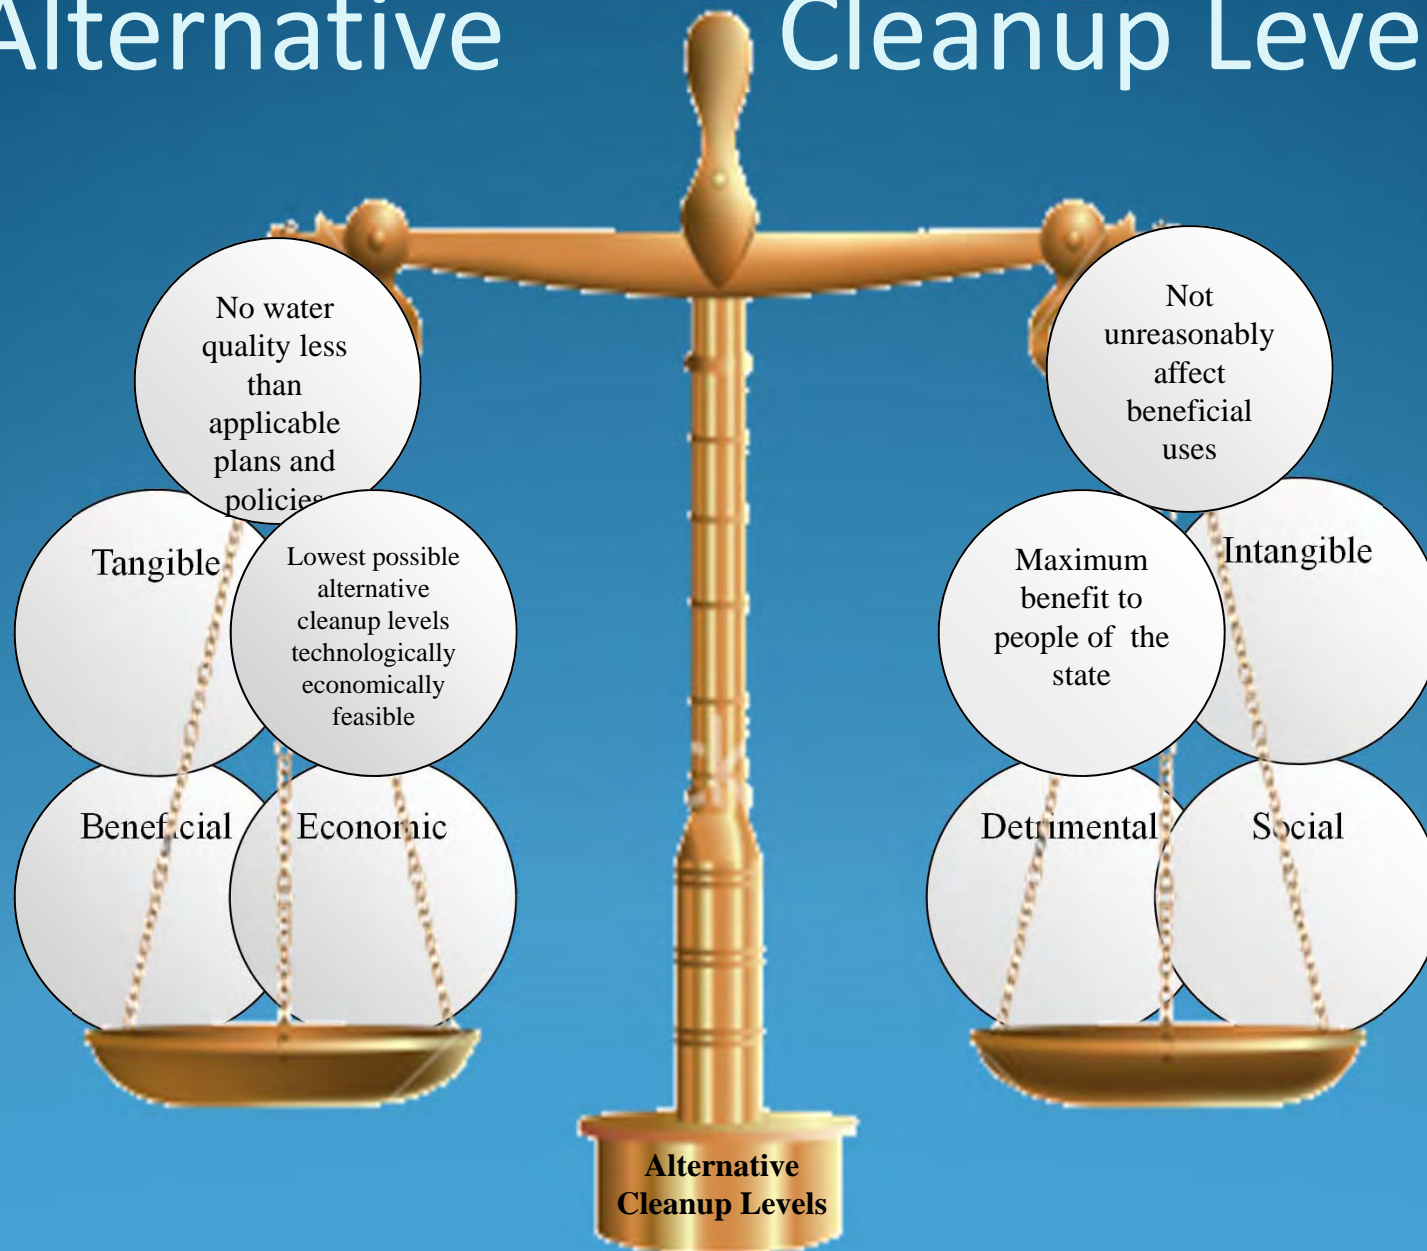 Alternative Cleanup Leve
No water
quality less
than
applicable
plans and
policies
Not
unreasonably
affect
beneficial
uses
Tangible
Lowest possible
alternative
cleanup levels
technologically
economically
feasible
Maximum
benefit to
people of the
state
Intangible
Beneficial
Economic
Detrimental
Social
Alternative
Cleanup Levels